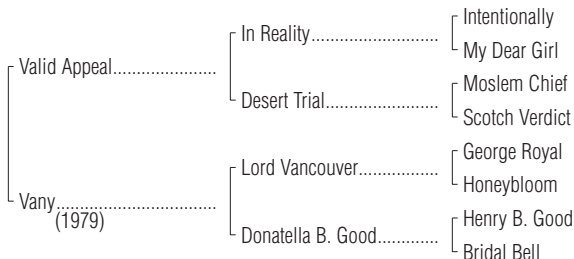 Intentionally
In Reality
My Dear Girl
Valid Appeal
Moslem Chief
Desert Trial
Scotch Verdict
George Royal
Lord Vancouver
Honeybloom
Vany
(1979)
Henry B. Good
Donatella B. Good
Bridal Bell